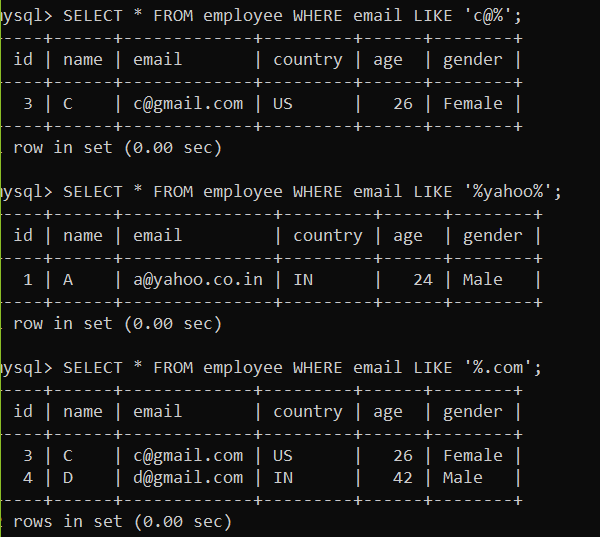 mysql> SELECT * FROM employee WHERE email LIKE 'c@%';
-----+------+-------------+---------+------+--------+
id | name | email | country | age | gender |
-----+------+-------------+---------+------+--------+
3 | C | c@gmail.com | US | 26 | Female |
-----+------+-------------+---------+------+--------+
row in set (0.00 sec)
mysql> SELECT * FROM employee WHERE email LIKE '%yahoo%';
-----+------+---------------+---------+------+--------+
id | name | email | country | age | gender |
-----+------+---------------+---------+------+--------+
1 | A | a@yahoo.co.in | IN | 24 | Male |
-----+------+---------------+---------+------+--------+
row in set (0.00 sec)
mysql> SELECT * FROM employee WHERE email LIKE '%.com';
-----+------+-------------+---------+------+--------+
id | name | email | country | age | gender |
-----+------+-------------+---------+------+--------+
3 | C | c@gmail.com | US | 26 | Female |
4 | D | d@gmail.com | IN | 42 | Male |
-----+------+-------------+---------+------+--------+
rows in set (0.00 sec)